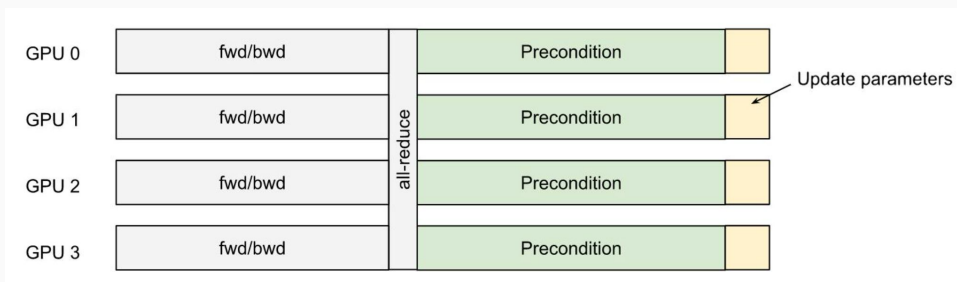 GPU 0 fwd/bwd Precondition
Update parameters
GPU 1 fwd/bwd Precondition
all-reduce
GPU 2 fwd/bwd Precondition
GPU 3 fwd/bwd Precondition